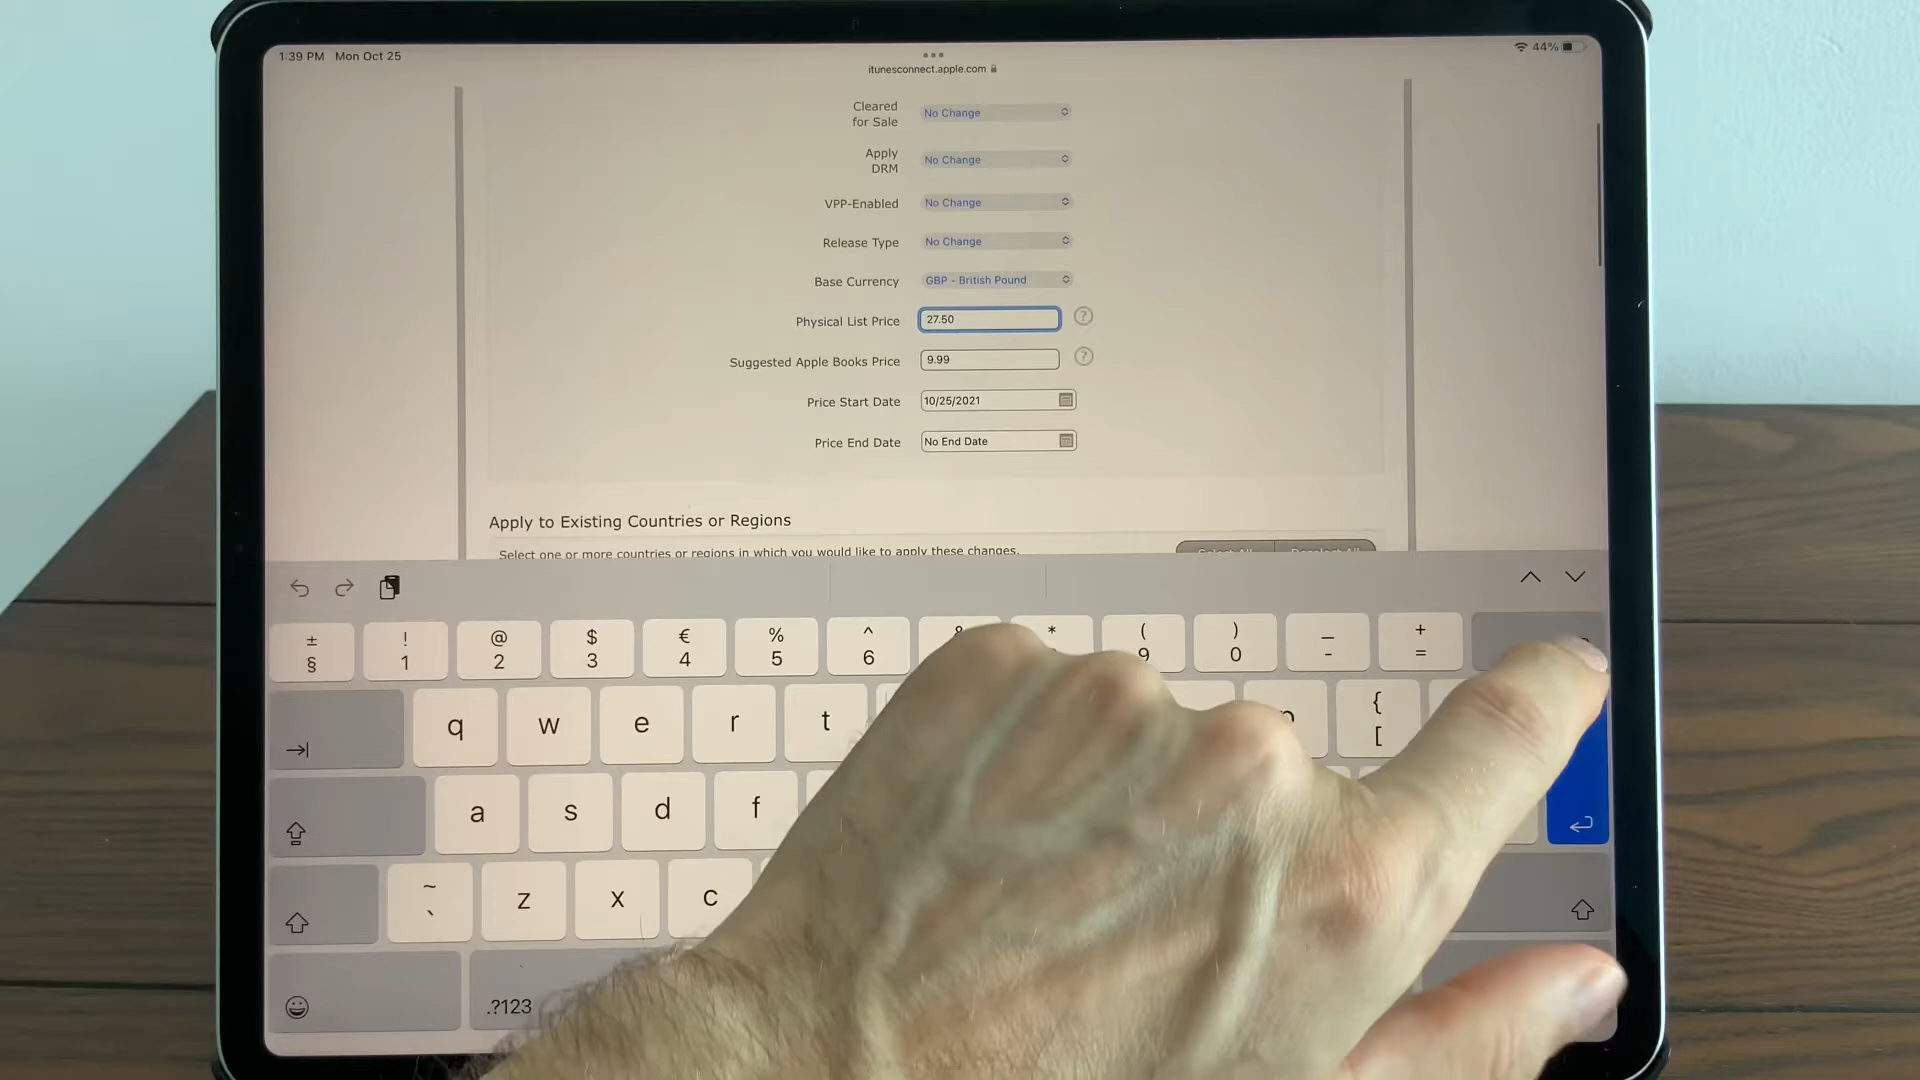 1:39 PM Mon Oct 25
44%
itunesconnect.apple.com
Cleared
for Sale
No Change
Apply
DRM
No Change
VPP-Enabled
No Change
Release Type
No Change
Base Currency
GBP - British Pound
Physical List Price
27.50
?
Suggested Apple Books Price
9.99
?
Price Start Date
10/25/2021
Price End Date
No End Date
Apply to Existing Countries or Regions
Select one or more countries or regions in which you would like to apply these changes.
Select All
Deselect All
± ! @ $ € % ^ & * ( ) _ +
§ 1 2 3 4 5 6 9 0 - =
q w e r t p { [
a s d f
~ ` z x c
.?123